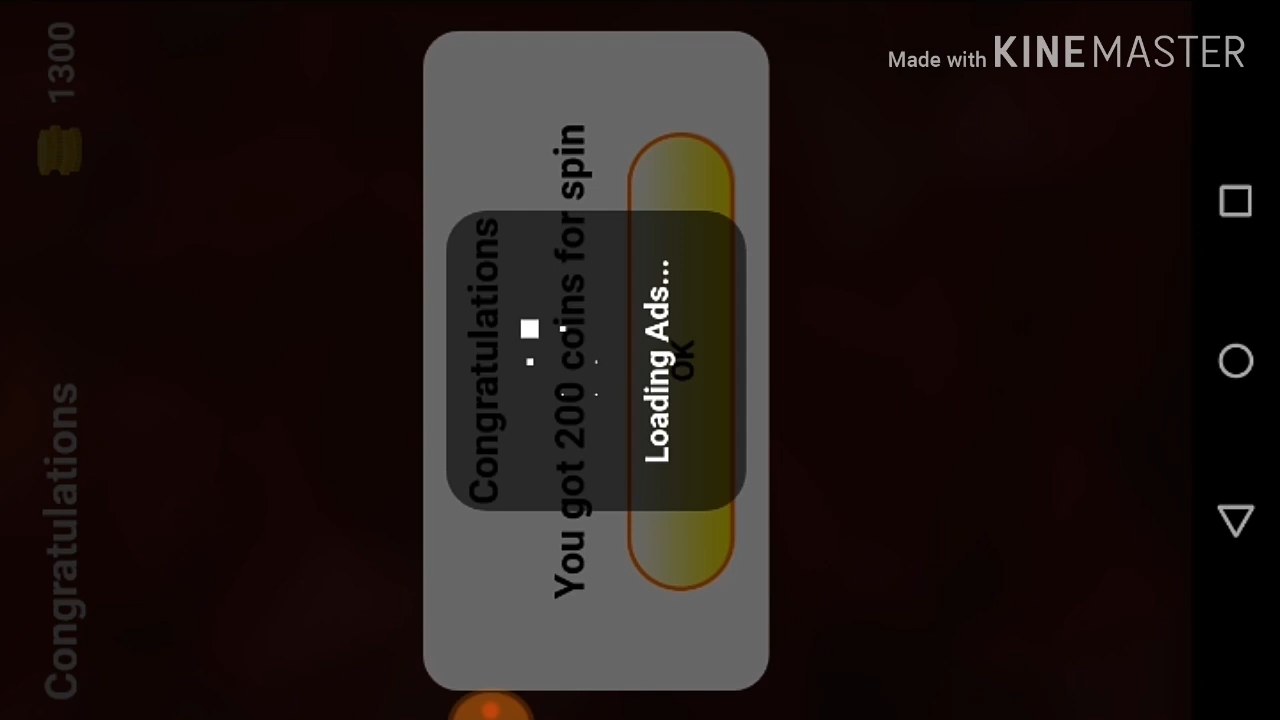 Made with KINEMASTER
Congratulations 1300
Congratulations
You got 200 coins for spin
OK
Loading Ads...